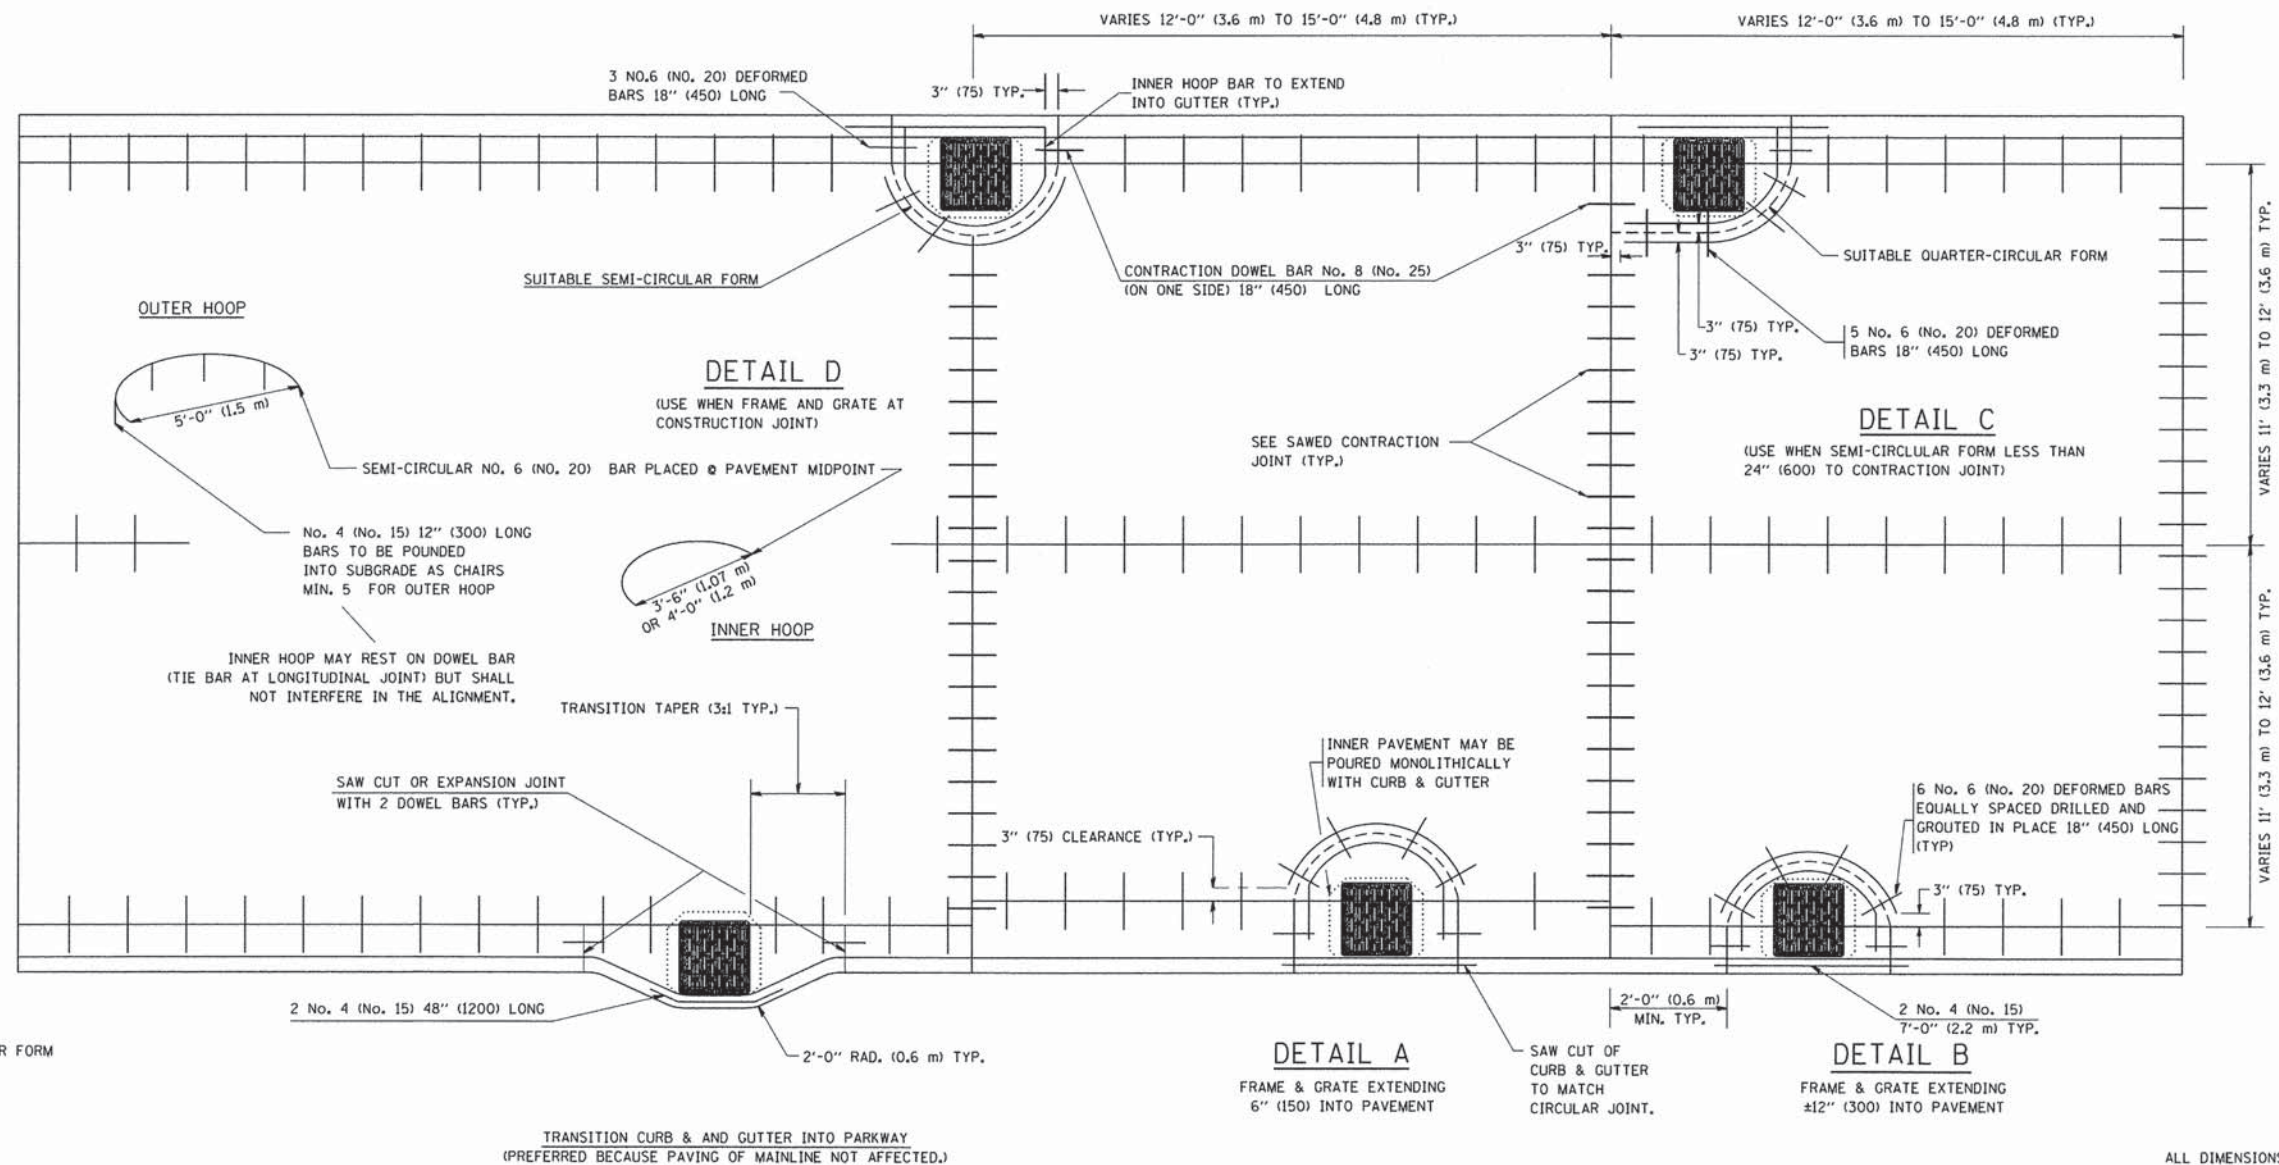 VARIES 12'-0" (3.6 m) TO 15'-0" (4.8 m) (TYP.)
VARIES 12'-0" (3.6 m) TO 15'-0" (4.8 m) (TYP.)
3 NO.6 (NO. 20) DEFORMED
BARS 18" (450) LONG
3" (75) TYP.
INNER HOOP BAR TO EXTEND
INTO GUTTER (TYP.)
SUITABLE SEMI-CIRCULAR FORM
CONTRACTION DOWEL BAR No. 8 (No. 25)
(ON ONE SIDE) 18" (450) LONG
3" (75) TYP.
SUITABLE QUARTER-CIRCULAR FORM
3" (75) TYP.
3" (75) TYP.
5 No. 6 (No. 20) DEFORMED
BARS 18" (450) LONG
VARIES 11' (3.3 m) TO 12' (3.6 m) TYP.
OUTER HOOP
5'-0" (1.5 m)
DETAIL D
(USE WHEN FRAME AND GRATE AT
CONSTRUCTION JOINT)
SEMI-CIRCULAR NO. 6 (NO. 20) BAR PLACED @ PAVEMENT MIDPOINT
SEE SAWED CONTRACTION
JOINT (TYP.)
DETAIL C
(USE WHEN SEMI-CIRCLULAR FORM LESS THAN
24" (600) TO CONTRACTION JOINT)
No. 4 (No. 15) 12" (300) LONG
BARS TO BE POUNDED
INTO SUBGRADE AS CHAIRS
MIN. 5 FOR OUTER HOOP
3'-6" (1.07 m)
OR 4'-0" (1.2 m)
INNER HOOP
INNER HOOP MAY REST ON DOWEL BAR
(TIE BAR AT LONGITUDINAL JOINT) BUT SHALL
NOT INTERFERE IN THE ALIGNMENT.
VARIES 11' (3.3 m) TO 12' (3.6 m) TYP.
TRANSITION TAPER (3:1 TYP.)
SAW CUT OR EXPANSION JOINT
WITH 2 DOWEL BARS (TYP.)
INNER PAVEMENT MAY BE
POURED MONOLITHICALLY
WITH CURB & GUTTER
3" (75) CLEARANCE (TYP.)
6 No. 6 (No. 20) DEFORMED BARS
EQUALLY SPACED DRILLED AND
GROUTED IN PLACE 18" (450) LONG
(TYP)
3" (75) TYP.
2 No. 4 (No. 15) 48" (1200) LONG
2'-0" RAD. (0.6 m) TYP.
2'-0" (0.6 m)
MIN. TYP.
2 No. 4 (No. 15)
7'-0" (2.2 m) TYP.
R FORM
DETAIL A
FRAME & GRATE EXTENDING
6" (150) INTO PAVEMENT
SAW CUT OF
CURB & GUTTER
TO MATCH
CIRCULAR JOINT.
DETAIL B
FRAME & GRATE EXTENDING
±12" (300) INTO PAVEMENT
TRANSITION CURB & AND GUTTER INTO PARKWAY
(PREFERRED BECAUSE PAVING OF MAINLINE NOT AFFECTED.)
ALL DIMENSIONS